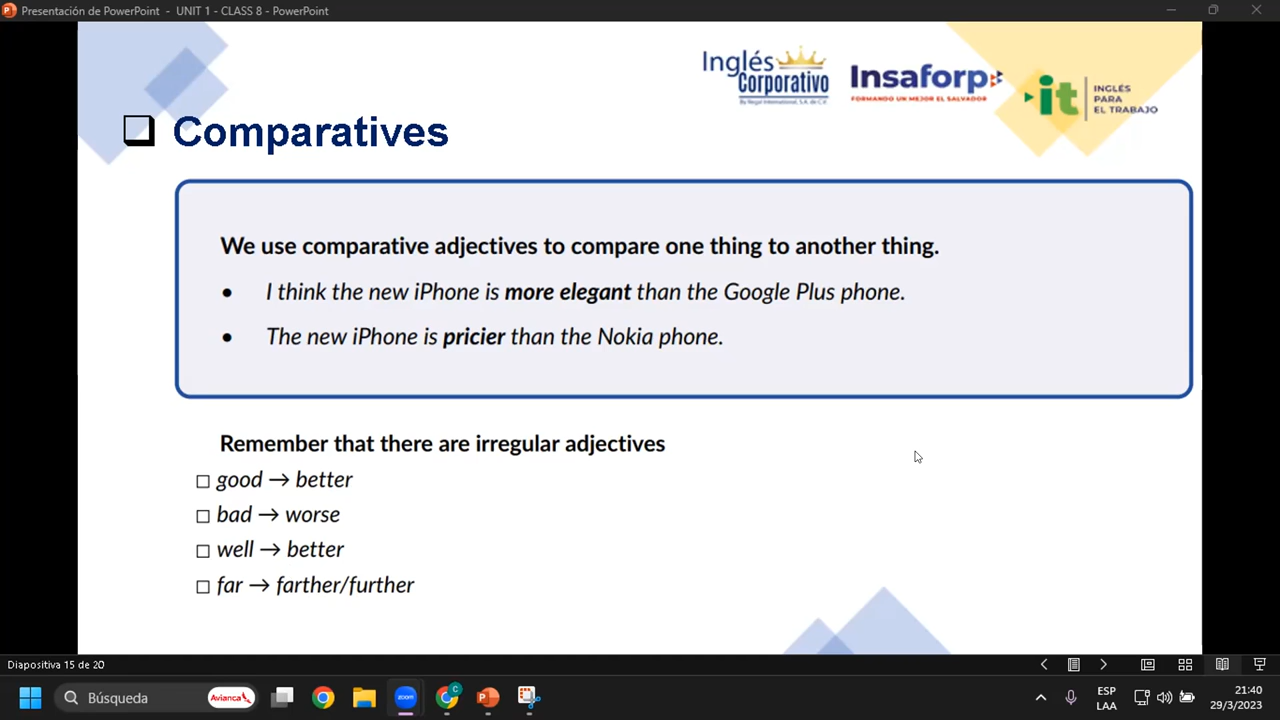 Presentación de PowerPoint - UNIT 1 - CLASS 8 - PowerPoint
Inglés
Corporativo
By Regal International, S.A. de C.V.
Insaforp
FORMANDO UN MEJOR EL SALVADOR
it
INGLÉS
PARA
EL TRABAJO
Comparatives
We use comparative adjectives to compare one thing to another thing.
• I think the new iPhone is more elegant than the Google Plus phone.
• The new iPhone is pricier than the Nokia phone.
Remember that there are irregular adjectives
□ good → better
□ bad → worse
□ well → better
□ far → farther/further
Diapositiva 15 de 20
Búsqueda
Avianca
zoom
C
ESP
LAA
21:40
29/3/2023